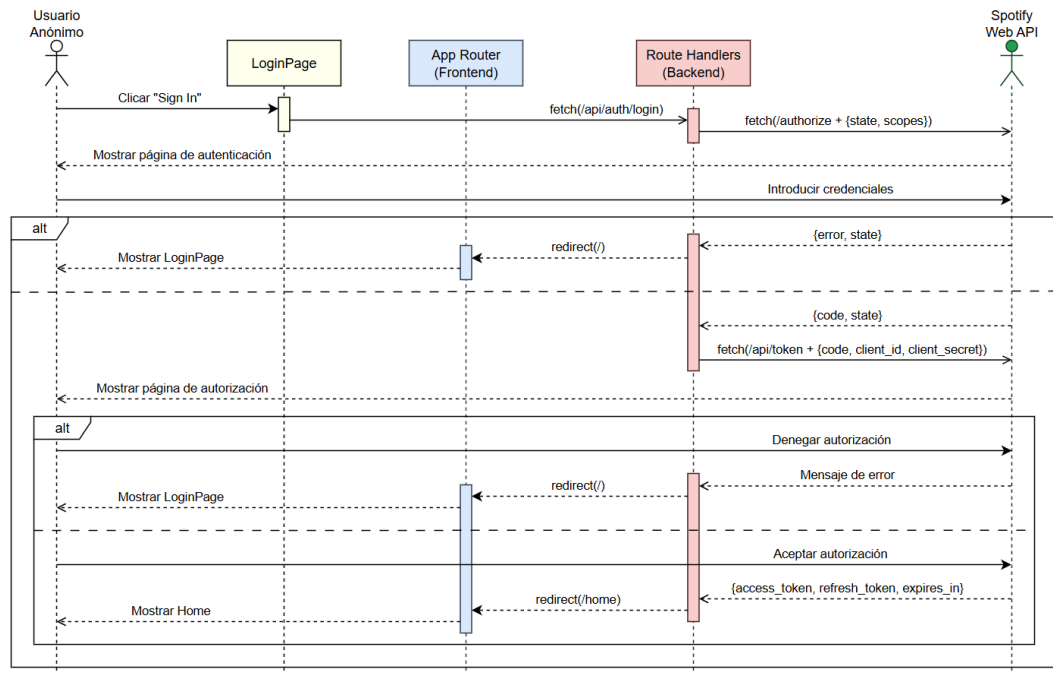 Usuario
Anónimo
LoginPage
App Router
(Frontend)
Route Handlers
(Backend)
Spotify
Web API
Clicar "Sign In"
fetch(/api/auth/login)
fetch(/authorize + {state, scopes})
Mostrar página de autenticación
Introducir credenciales
alt
{error, state}
redirect(/)
Mostrar LoginPage
{code, state}
fetch(/api/token + {code, client_id, client_secret})
Mostrar página de autorización
alt
Denegar autorización
Mensaje de error
redirect(/)
Mostrar LoginPage
Aceptar autorización
{access_token, refresh_token, expires_in}
redirect(/home)
Mostrar Home